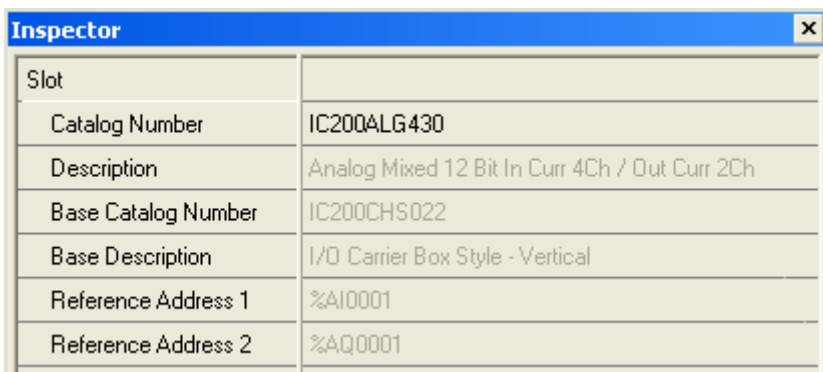 Inspector
Slot
Catalog Number IC200ALG430
Description Analog Mixed 12 Bit In Curr 4Ch / Out Curr 2Ch
Base Catalog Number IC200CHS022
Base Description I/O Carrier Box Style - Vertical
Reference Address 1 %AI0001
Reference Address 2 %AQ0001